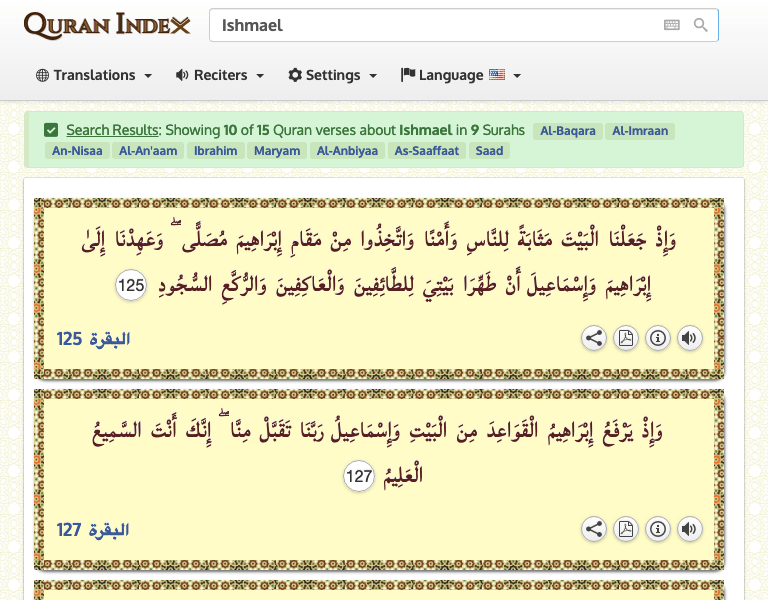 QURAN INDEX
Ishmael
Translations Reciters Settings Language
Search Results: Showing 10 of 15 Quran verses about Ishmael in 9 Surahs Al-Baqara Al-Imraan
An-Nisaa Al-An'aam Ibrahim Maryam Al-Anbiyaa As-Saaffaat Saad
وَإِذْ جَعَلْنَا الْبَيْتَ مَثَابَةً لِلنَّاسِ وَأَمْنًا وَاتَّخِذُوا مِنْ مَقَامِ إِبْرَاهِيمَ مُصَلًّى ۖ وَعَهِدْنَا إِلَىٰ
إِبْرَاهِيمَ وَإِسْمَاعِيلَ أَنْ طَهِّرَا بَيْتِيَ لِلطَّائِفِينَ وَالْعَاكِفِينَ وَالرُّكَّعِ السُّجُودِ 125
البقرة 125
وَإِذْ يَرْفَعُ إِبْرَاهِيمُ الْقَوَاعِدَ مِنَ الْبَيْتِ وَإِسْمَاعِيلُ رَبَّنَا تَقَبَّلْ مِنَّا ۖ إِنَّكَ أَنْتَ السَّمِيعُ
الْعَلِيمُ 127
البقرة 127